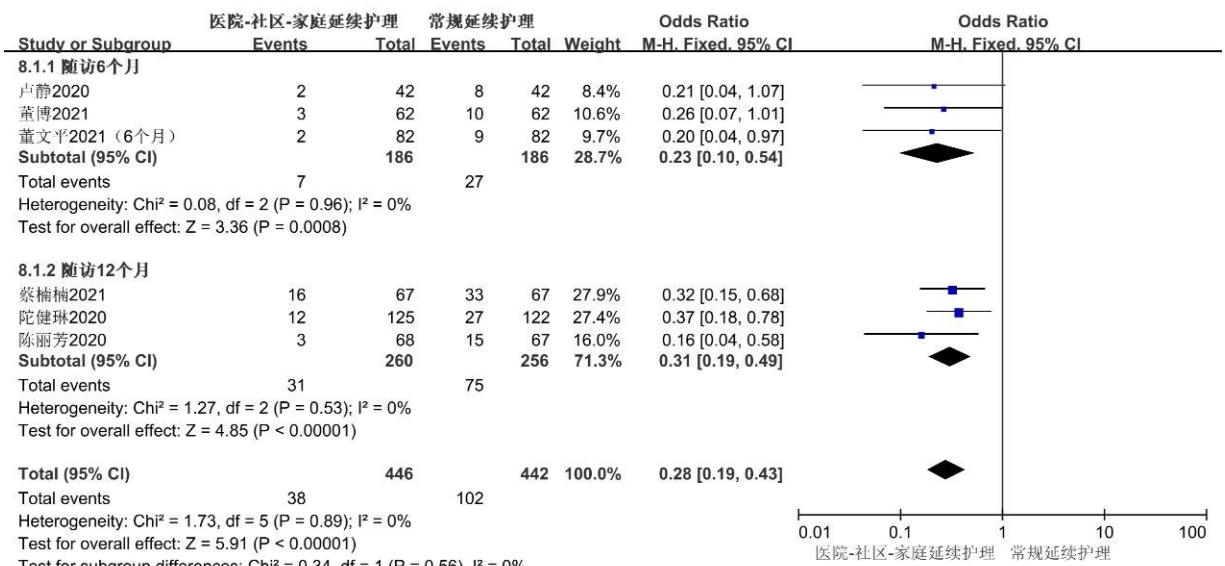 医院-社区-家庭延续护理 常规延续护理 Odds Ratio Odds Ratio
Study or Subgroup Events Total Events Total Weight M-H. Fixed. 95% CI M-H. Fixed. 95% CI
8.1.1 随访6个月
卢静2020 2 42 8 42 8.4% 0.21 [0.04, 1.07]
董博2021 3 62 10 62 10.6% 0.26 [0.07, 1.01]
董文平2021（6个月） 2 82 9 82 9.7% 0.20 [0.04, 0.97]
Subtotal (95% CI) 186 186 28.7% 0.23 [0.10, 0.54]
Total events 7 27
Heterogeneity: Chi² = 0.08, df = 2 (P = 0.96); I² = 0%
Test for overall effect: Z = 3.36 (P = 0.0008)
8.1.2 随访12个月
蔡楠楠2021 16 67 33 67 27.9% 0.32 [0.15, 0.68]
陀健琳2020 12 125 27 122 27.4% 0.37 [0.18, 0.78]
陈丽芳2020 3 68 15 67 16.0% 0.16 [0.04, 0.58]
Subtotal (95% CI) 260 256 71.3% 0.31 [0.19, 0.49]
Total events 31 75
Heterogeneity: Chi² = 1.27, df = 2 (P = 0.53); I² = 0%
Test for overall effect: Z = 4.85 (P < 0.00001)
Total (95% CI) 446 442 100.0% 0.28 [0.19, 0.43]
Total events 38 102
Heterogeneity: Chi² = 1.73, df = 5 (P = 0.89); I² = 0%
Test for overall effect: Z = 5.91 (P < 0.00001)
Test for subgroup differences: Chi² = 0.34, df = 1 (P = 0.56), I² = 0%
0.01 0.1 1 10 100
医院-社区-家庭延续护理 常规延续护理